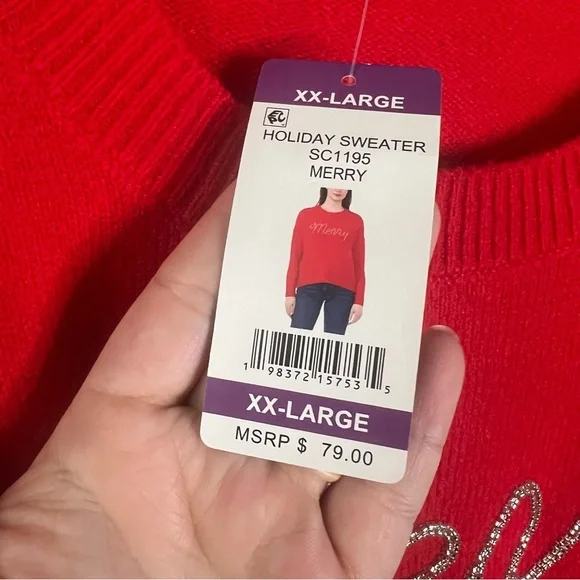 XX-LARGE
HOLIDAY SWEATER
SC1195
MERRY
Merry
1 98372 15753 5
XX-LARGE
MSRP $ 79.00